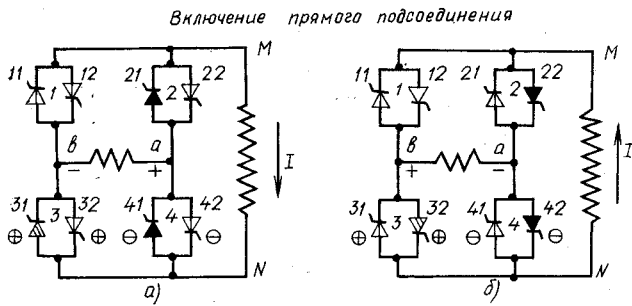 Включение прямого подсоединения
M
11 12 21 22
1 2
в а
I
− +
31 32 41 42
3 4
⊕ ⊕ ⊖ ⊖
N
а)
M
11 12 21 22
1 2
в а
I
+ −
31 32 41 42
3 4
⊕ ⊕ ⊖ ⊖
N
б)